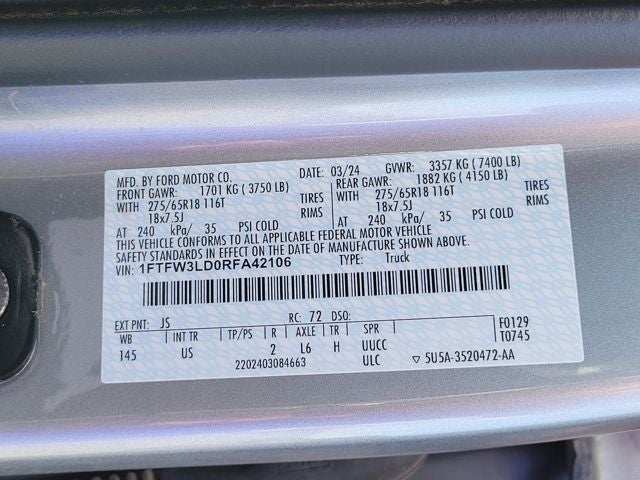 MFD. BY FORD MOTOR CO. DATE: 03/24 GVWR: 3357 KG ( 7400 LB)
FRONT GAWR: 1701 KG ( 3750 LB) REAR GAWR: 1882 KG ( 4150 LB)
WITH 275/65R18 116T TIRES WITH 275/65R18 116T TIRES
18x7.5J RIMS 18x7.5J RIMS
AT 240 kPa/ 35 PSI COLD AT 240 kPa/ 35 PSI COLD
THIS VEHICLE CONFORMS TO ALL APPLICABLE FEDERAL MOTOR VEHICLE
SAFETY STANDARDS IN EFFECT ON THE DATE OF MANUFACTURE SHOWN ABOVE.
VIN: 1FTFW3LD0RFA42106 TYPE: Truck
EXT PNT: JS RC: 72 DSO: F0129
WB INT TR TP/PS R AXLE TR SPR T0745
145 US 2 L6 H UUCC
2202403084663 ULC ▽ 5U5A-3520472-AA